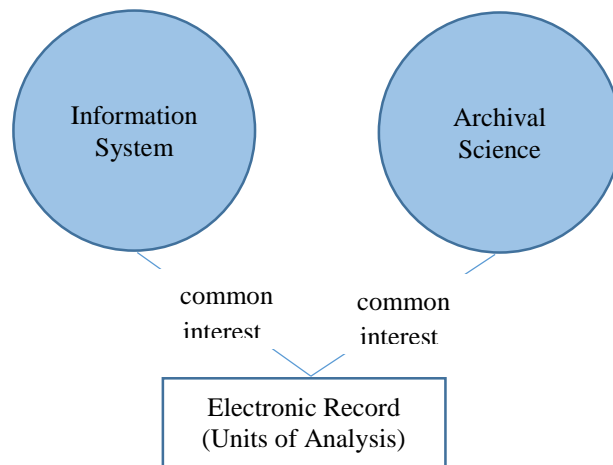 Information
System
Archival
Science
common
interest
common
interest
Electronic Record
(Units of Analysis)